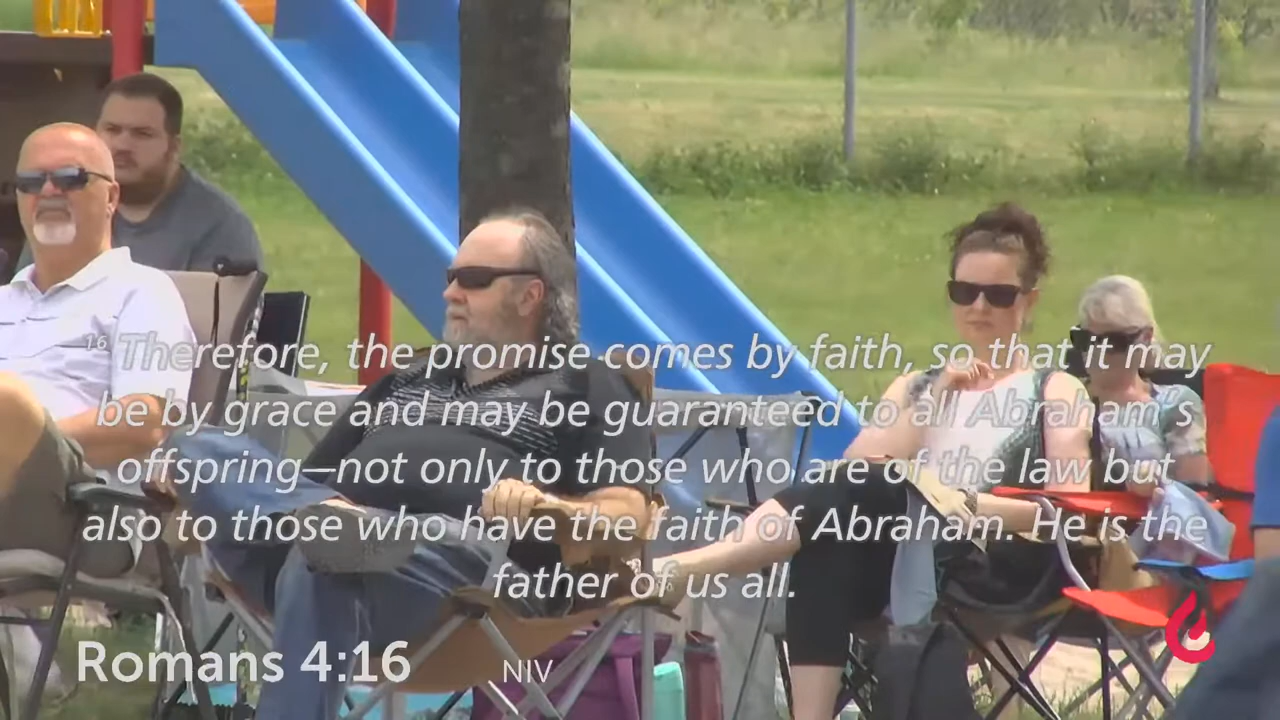 16 Therefore, the promise comes by faith, so that it may
be by grace and may be guaranteed to all Abraham's
offspring—not only to those who are of the law but
also to those who have the faith of Abraham. He is the
father of us all.
Romans 4:16 NIV